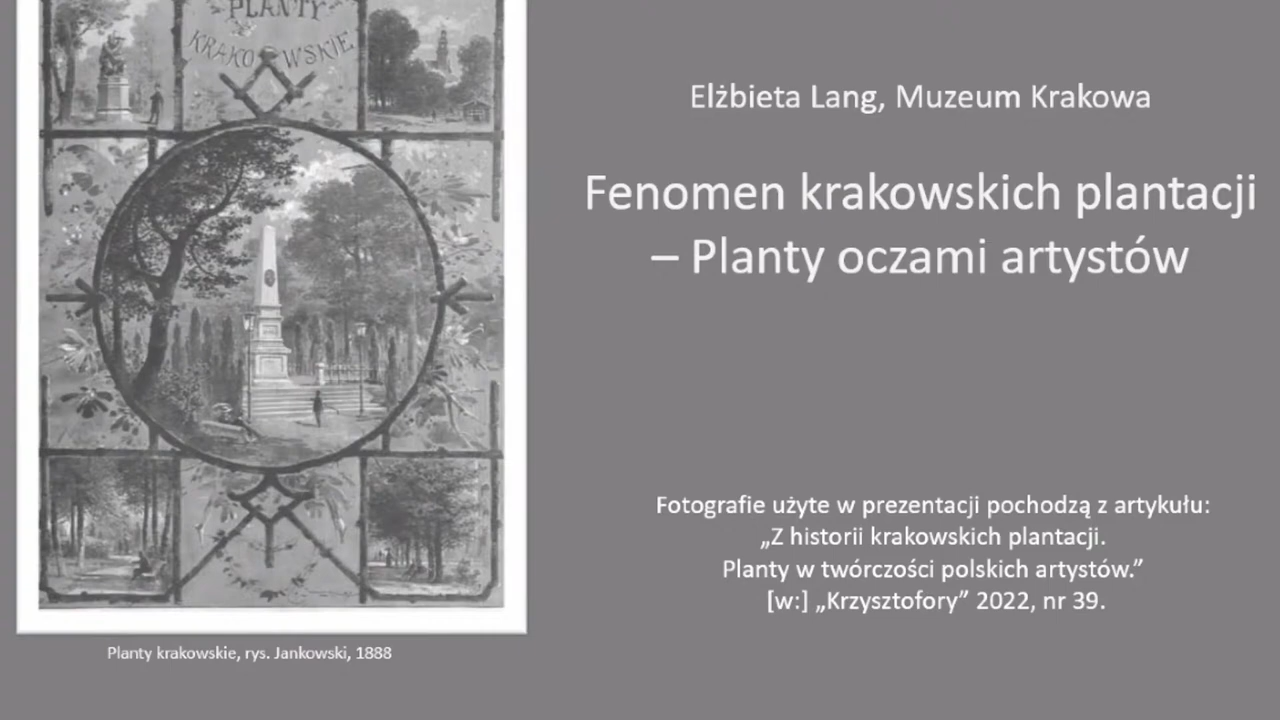 PLANTY
KRAKOWSKIE
Elżbieta Lang, Muzeum Krakowa
Fenomen krakowskich plantacji
– Planty oczami artystów
Fotografie użyte w prezentacji pochodzą z artykułu:
„Z historii krakowskich plantacji.
Planty w twórczości polskich artystów.”
[w:] „Krzysztofory” 2022, nr 39.
Planty krakowskie, rys. Jankowski, 1888